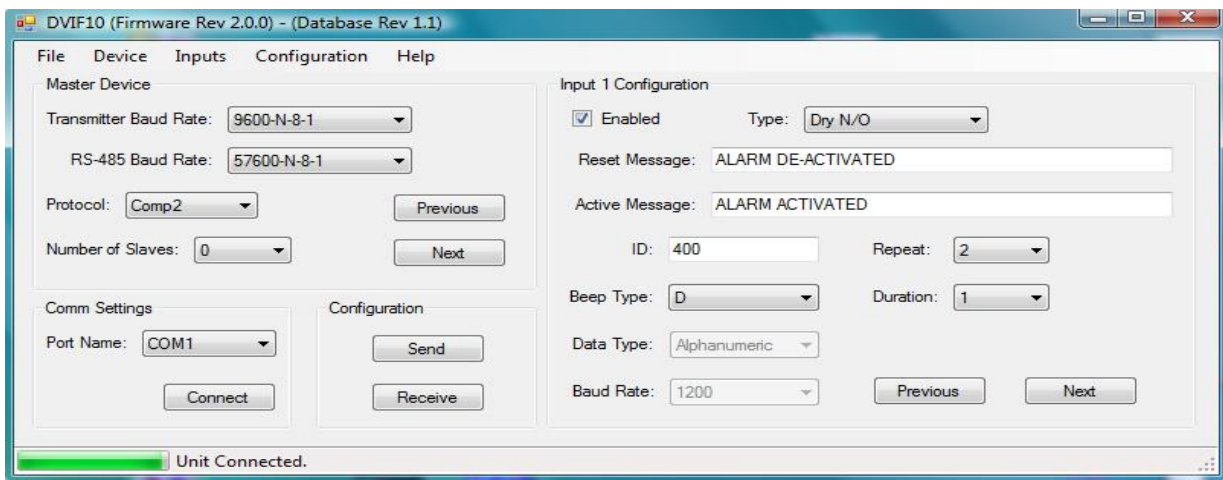 DVIF10 (Firmware Rev 2.0.0) - (Database Rev 1.1)
File Device Inputs Configuration Help
Master Device
Transmitter Baud Rate: 9600-N-8-1
RS-485 Baud Rate: 57600-N-8-1
Protocol: Comp2
Previous
Number of Slaves: 0
Next
Comm Settings
Port Name: COM1
Connect
Configuration
Send
Receive
Input 1 Configuration
Enabled Type: Dry N/O
Reset Message: ALARM DE-ACTIVATED
Active Message: ALARM ACTIVATED
ID: 400 Repeat: 2
Beep Type: D Duration: 1
Data Type: Alphanumeric
Baud Rate: 1200 Previous Next
Unit Connected.